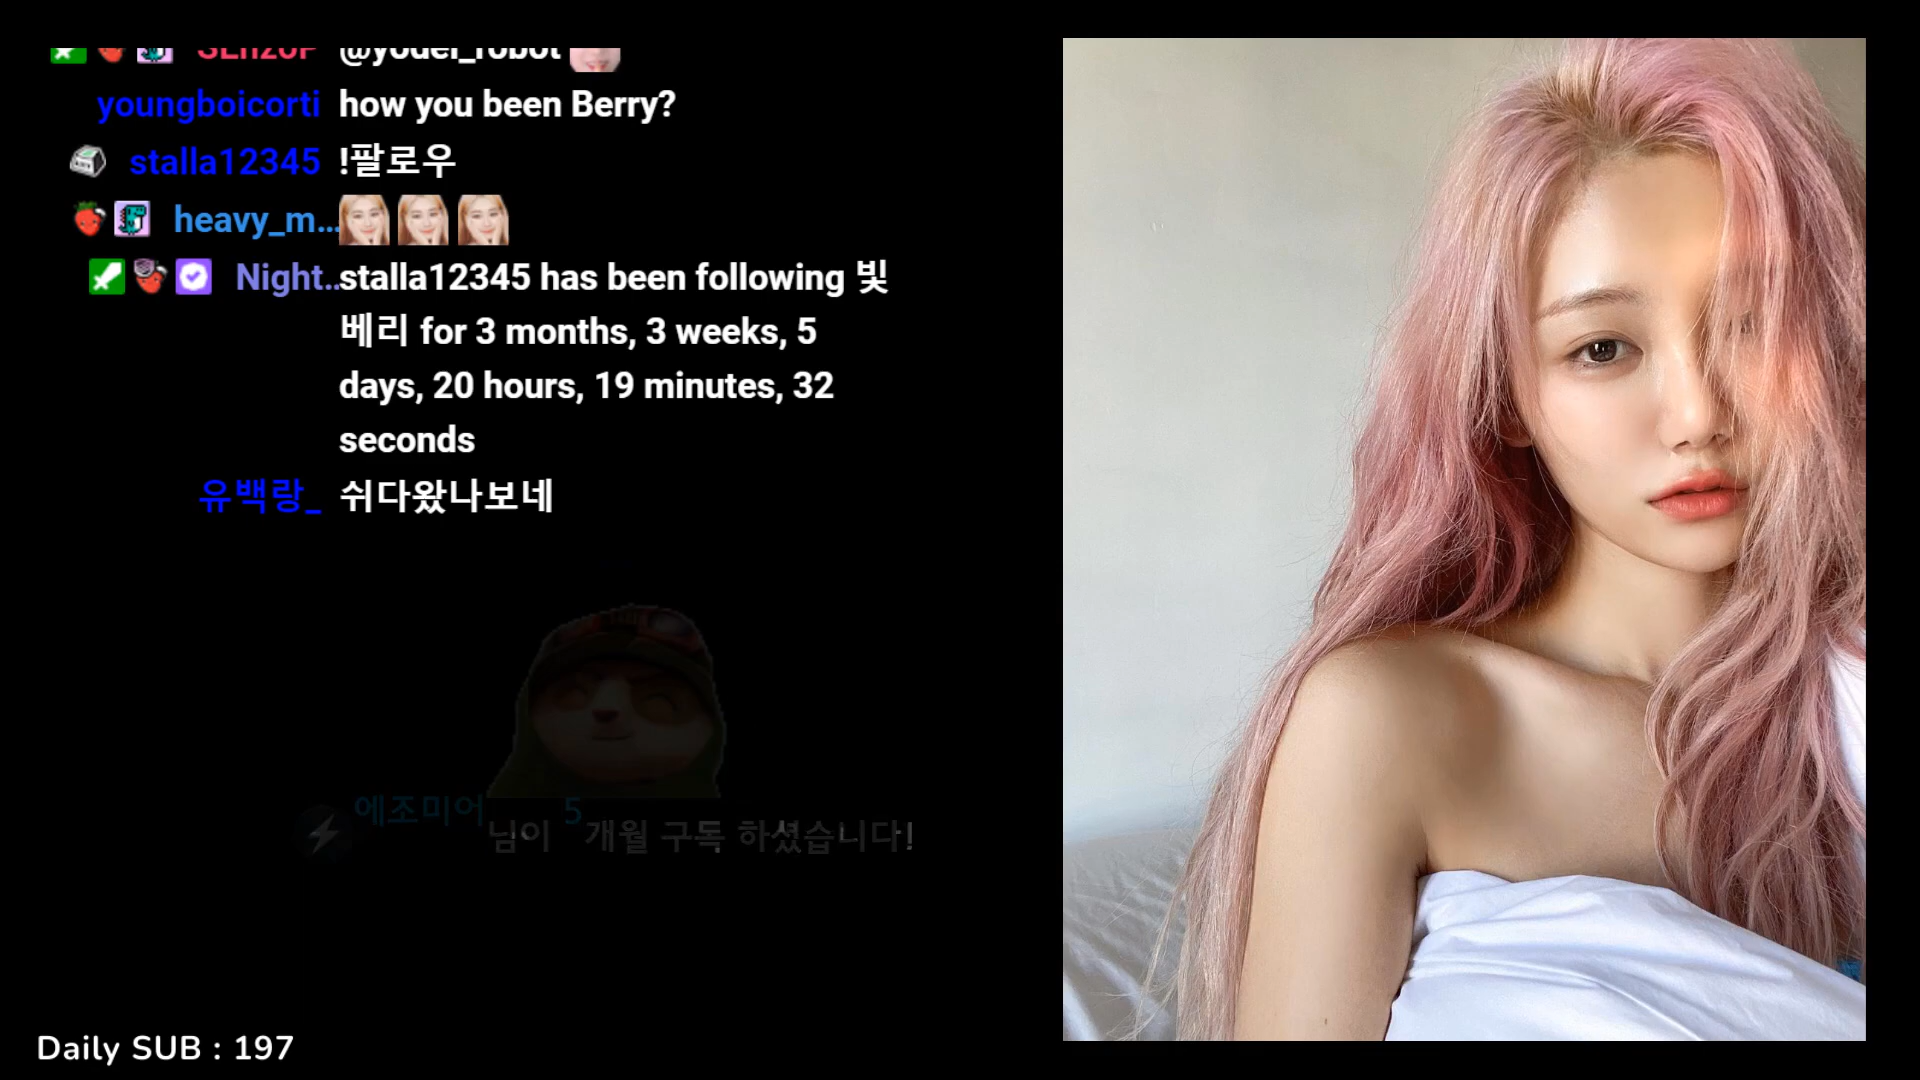 @yodel_robot
youngboicorti how you been Berry?
stalla12345 !팔로우
heavy_m...
Night.. stalla12345 has been following 빛
베리 for 3 months, 3 weeks, 5
days, 20 hours, 19 minutes, 32
seconds
유백랑_ 쉬다왔나보네
에조미어 님이 5 개월 구독 하셨습니다!
Daily SUB : 197